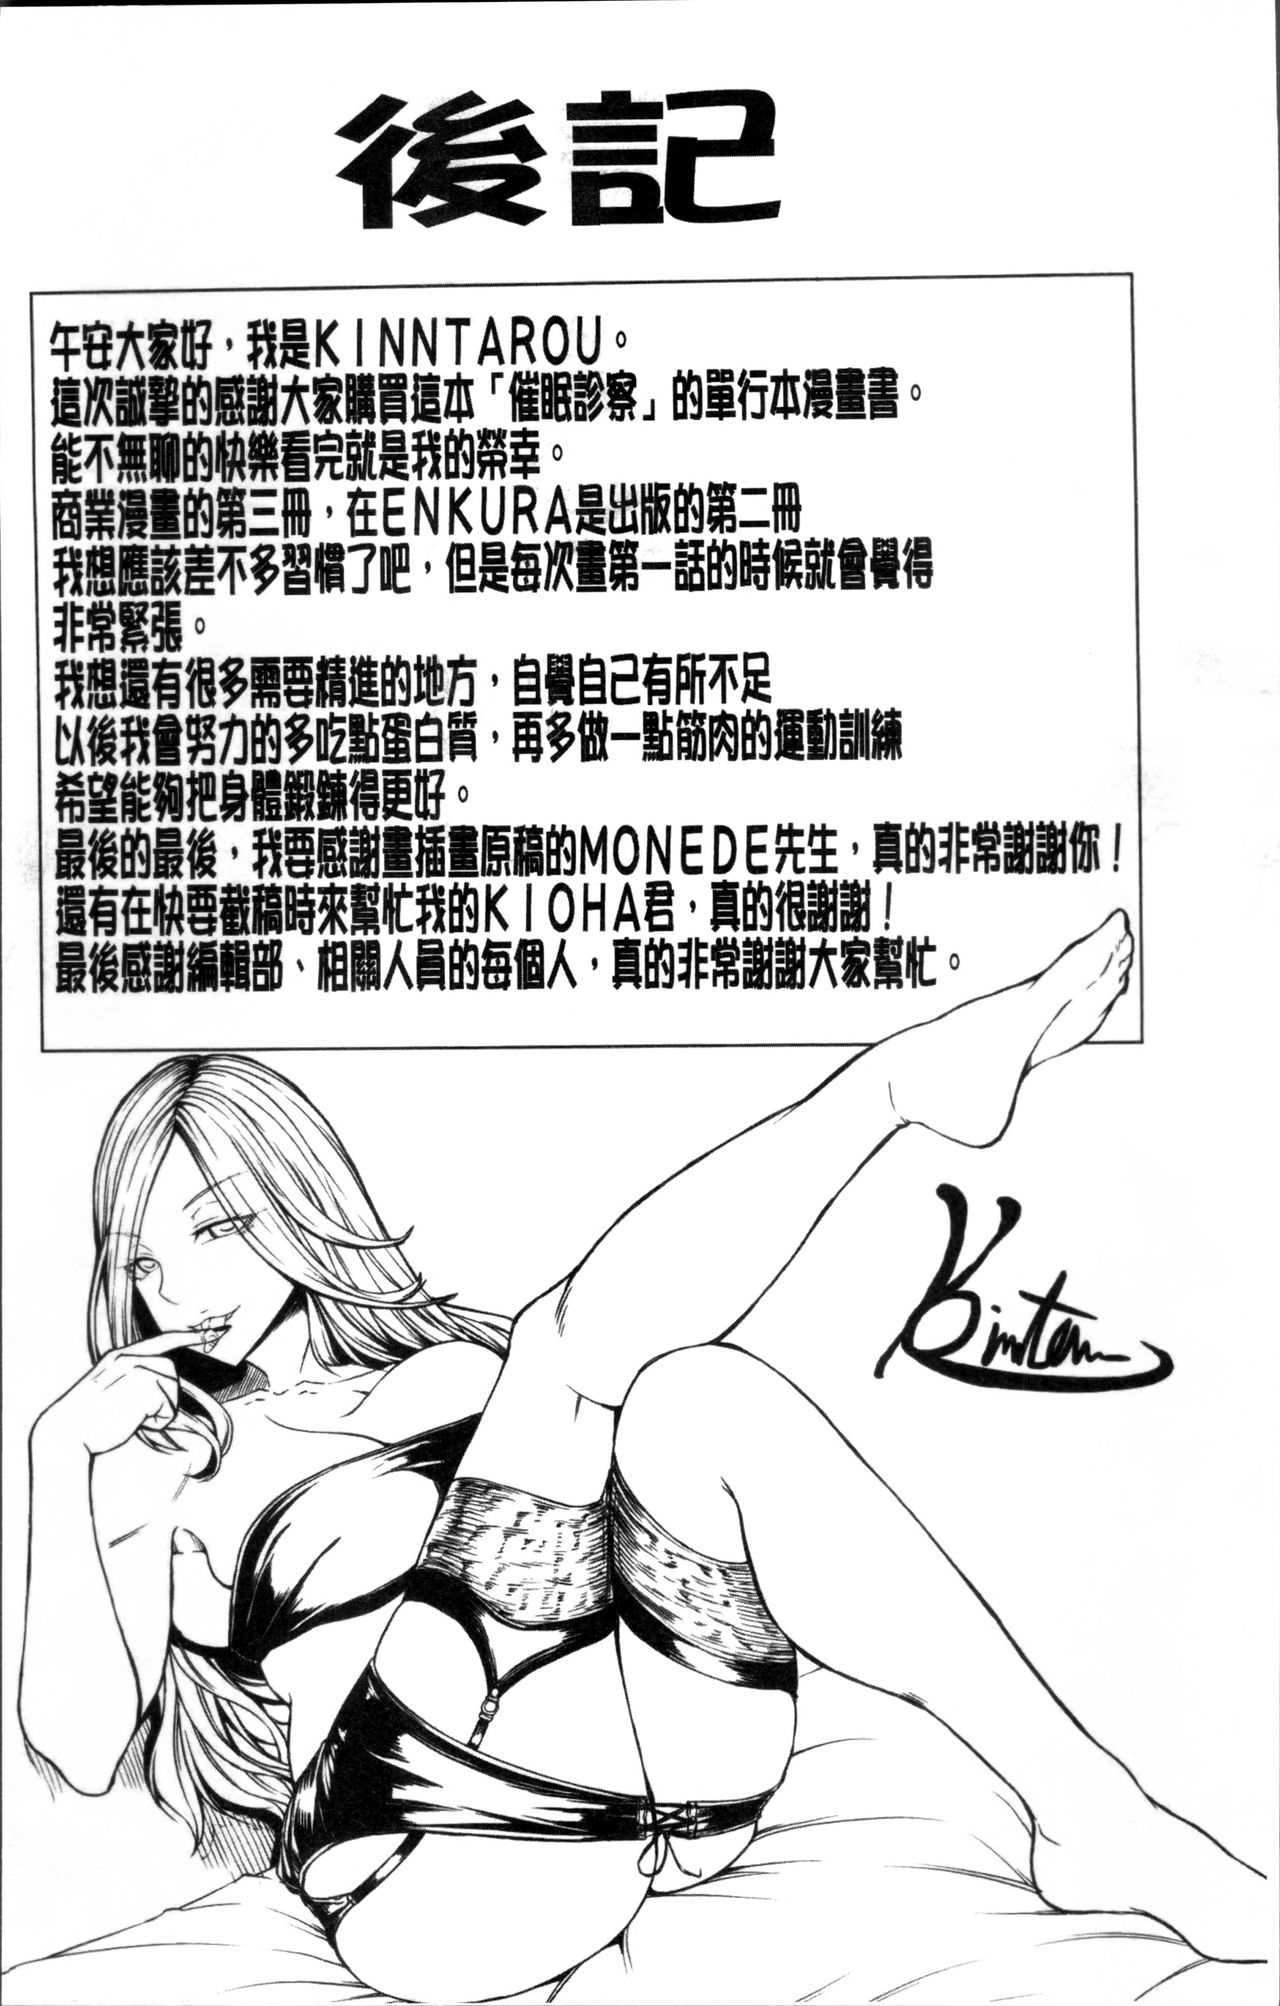 後記
午安大家好，我是KINNTAROU。
這次誠摯的感謝大家購買這本「催眠診察」的單行本漫畫書。
能不無聊的快樂看完就是我的榮幸。
商業漫畫的第三冊，在ENKURA是出版的第二冊
我想應該差不多習慣了吧，但是每次畫第一話的時候就會覺得
非常緊張。
我想還有很多需要精進的地方，自覺自己有所不足
以後我會努力的多吃點蛋白質，再多做一點筋肉的運動訓練
希望能夠把身體鍛鍊得更好。
最後的最後，我要感謝畫插畫原稿的MONEDE先生，真的非常謝謝你！
還有在快要截稿時來幫忙我的KIOHA君，真的很謝謝！
最後感謝編輯部、相關人員的每個人，真的非常謝謝大家幫忙。